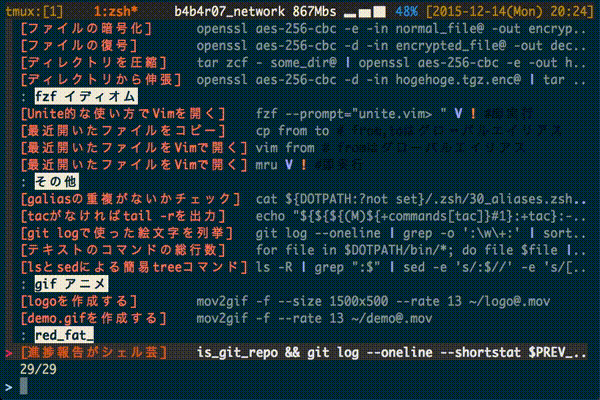 tmux:[1] 1:zsh* b4b4r07_network 867Mbs 48% [2015-12-14(Mon) 20:24]
[ファイルの暗号化] openssl aes-256-cbc -e -in normal_file@ -out encryp..
[ファイルの復号] openssl aes-256-cbc -d -in encrypted_file@ -out dec..
[ディレクトリを圧縮] tar zcf - some_dir@ | openssl aes-256-cbc -e -out h..
[ディレクトリから伸張] openssl aes-256-cbc -d -in hogehoge.tgz.enc@ | tar ..
: fzf イディオム
[Unite的な使い方でVimを開く] fzf --prompt="unite.vim> " V ! #即実行
[最近開いたファイルをコピー] cp from to # from,toはグローバルエイリアス
[最近開いたファイルをVimで開く] vim from # fromはグローバルエイリアス
[最近開いたファイルをVimで開く] mru V !
: その他
[galiasの重複がないかチェック] cat ${DOTPATH:?not set}/.zsh/30_aliases.zsh..
[tacがなければtail -rを出力] echo "${${${(M)${+commands[tac]}#1}:+tac}:-..
[git logで使った絵文字を列挙] git log --oneline | grep -o ':\w\+:' | sort..
[テキストのコマンドの総行数] for file in $DOTPATH/bin/*; do file $file |..
[lsとsedによる簡易treeコマンド] ls -R | grep ":$" | sed -e 's/:$//' -e 's/[..
: gif アニメ
[logoを作成する] mov2gif -f --size 1500x500 --rate 13 ~/logo@.mov
[demo.gifを作成する] mov2gif -f --rate 13 ~/demo@.mov
: red_fat_
> [進捗報告がシェル芸] is_git_repo && git log --oneline --shortstat $PREV_..
29/29
>